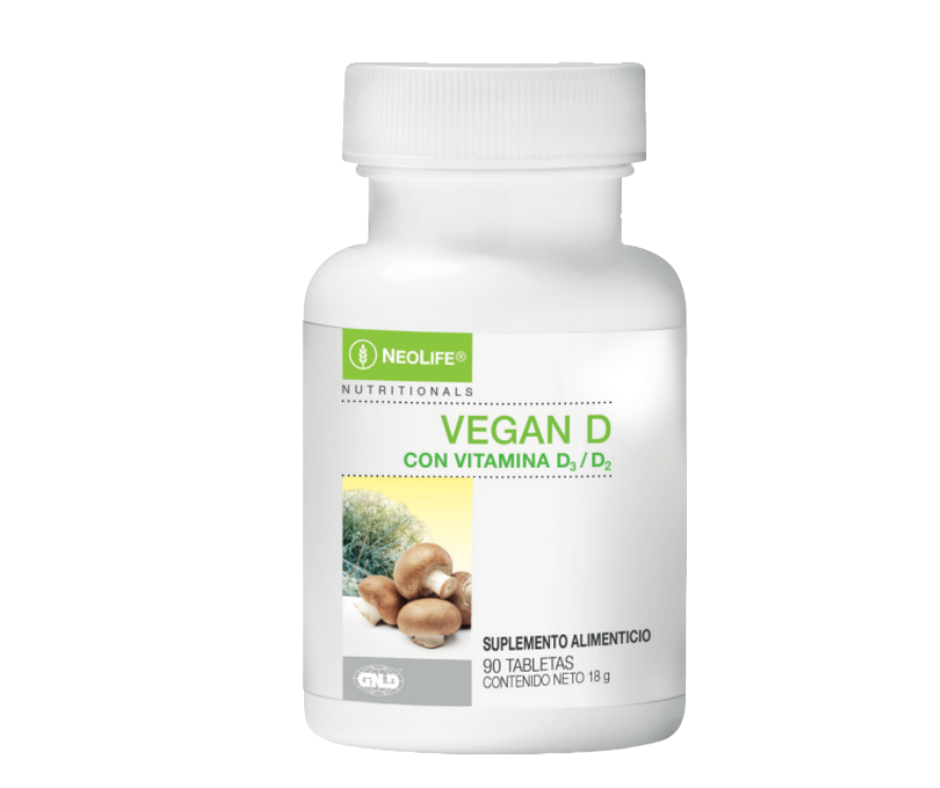 NEOLIFE®
NUTRITIONALS
VEGAN D
CON VITAMINA D₃ / D₂
SUPLEMENTO ALIMENTICIO
90 TABLETAS
CONTENIDO NETO 18 g
GNLD